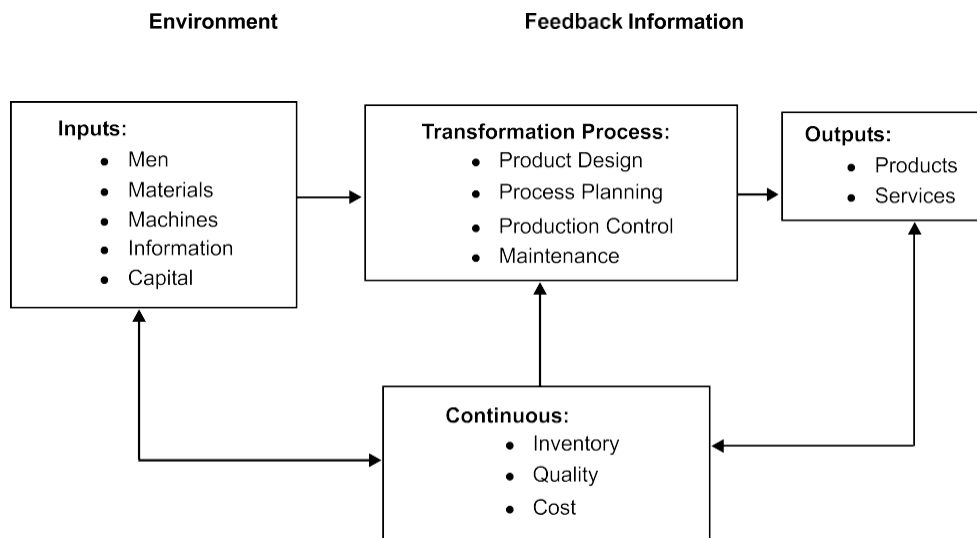 Environment
Feedback Information
Inputs:
• Men
• Materials
• Machines
• Information
• Capital
Transformation Process:
• Product Design
• Process Planning
• Production Control
• Maintenance
Outputs:
• Products
• Services
Continuous:
• Inventory
• Quality
• Cost